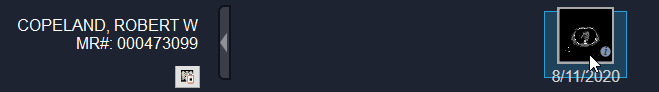 COPELAND, ROBERT W
MR#: 000473099
8/11/2020